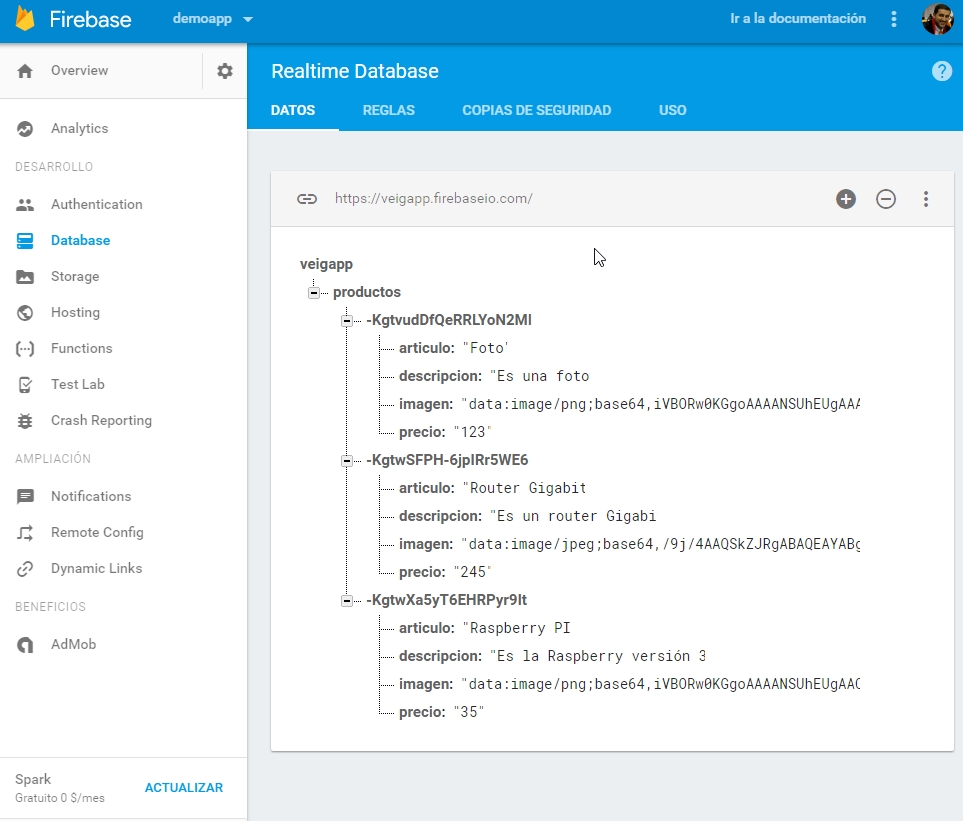 Firebase
demoapp
Ir a la documentación
Overview
Analytics
DESARROLLO
Authentication
Database
Storage
Hosting
Functions
Test Lab
Crash Reporting
AMPLIACIÓN
Notifications
Remote Config
Dynamic Links
BENEFICIOS
AdMob
Spark
Gratuito 0 $/mes
ACTUALIZAR
Realtime Database
DATOS REGLAS COPIAS DE SEGURIDAD USO
https://veigapp.firebaseio.com/
veigapp
productos
-KgtvudDfQeRRLYoN2MI
articulo: "Foto'
descripcion: "Es una foto
imagen: "data:image/png;base64,iVBORw0KGgoAAAANSUhEUgAAA
precio: "123"
-KgtwSFPH-6jpIRr5WE6
articulo: "Router Gigabit
descripcion: "Es un router Gigabi
imagen: "data:image/jpeg;base64,/9j/4AAQSkZJRgABAQEAYABg
precio: "245"
-KgtwXa5yT6EHRPyr9It
articulo: "Raspberry PI
descripcion: "Es la Raspberry versión 3
imagen: "data:image/png;base64,iVBORw0KGgoAAAANSUhEUgAAC
precio: "35"